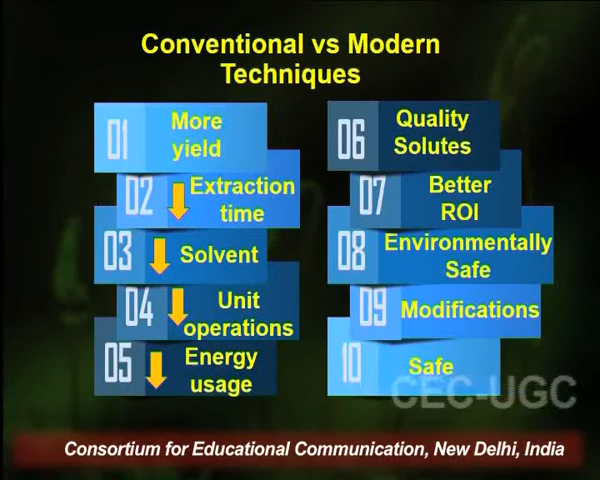 Conventional vs Modern
Techniques
01 More
yield
02 Extraction
time
03 Solvent
04 Unit
operations
05 Energy
usage
06 Quality
Solutes
07 Better
ROI
08 Environmentally
Safe
09 Modifications
10 Safe
CEC-UGC
Consortium for Educational Communication, New Delhi, India